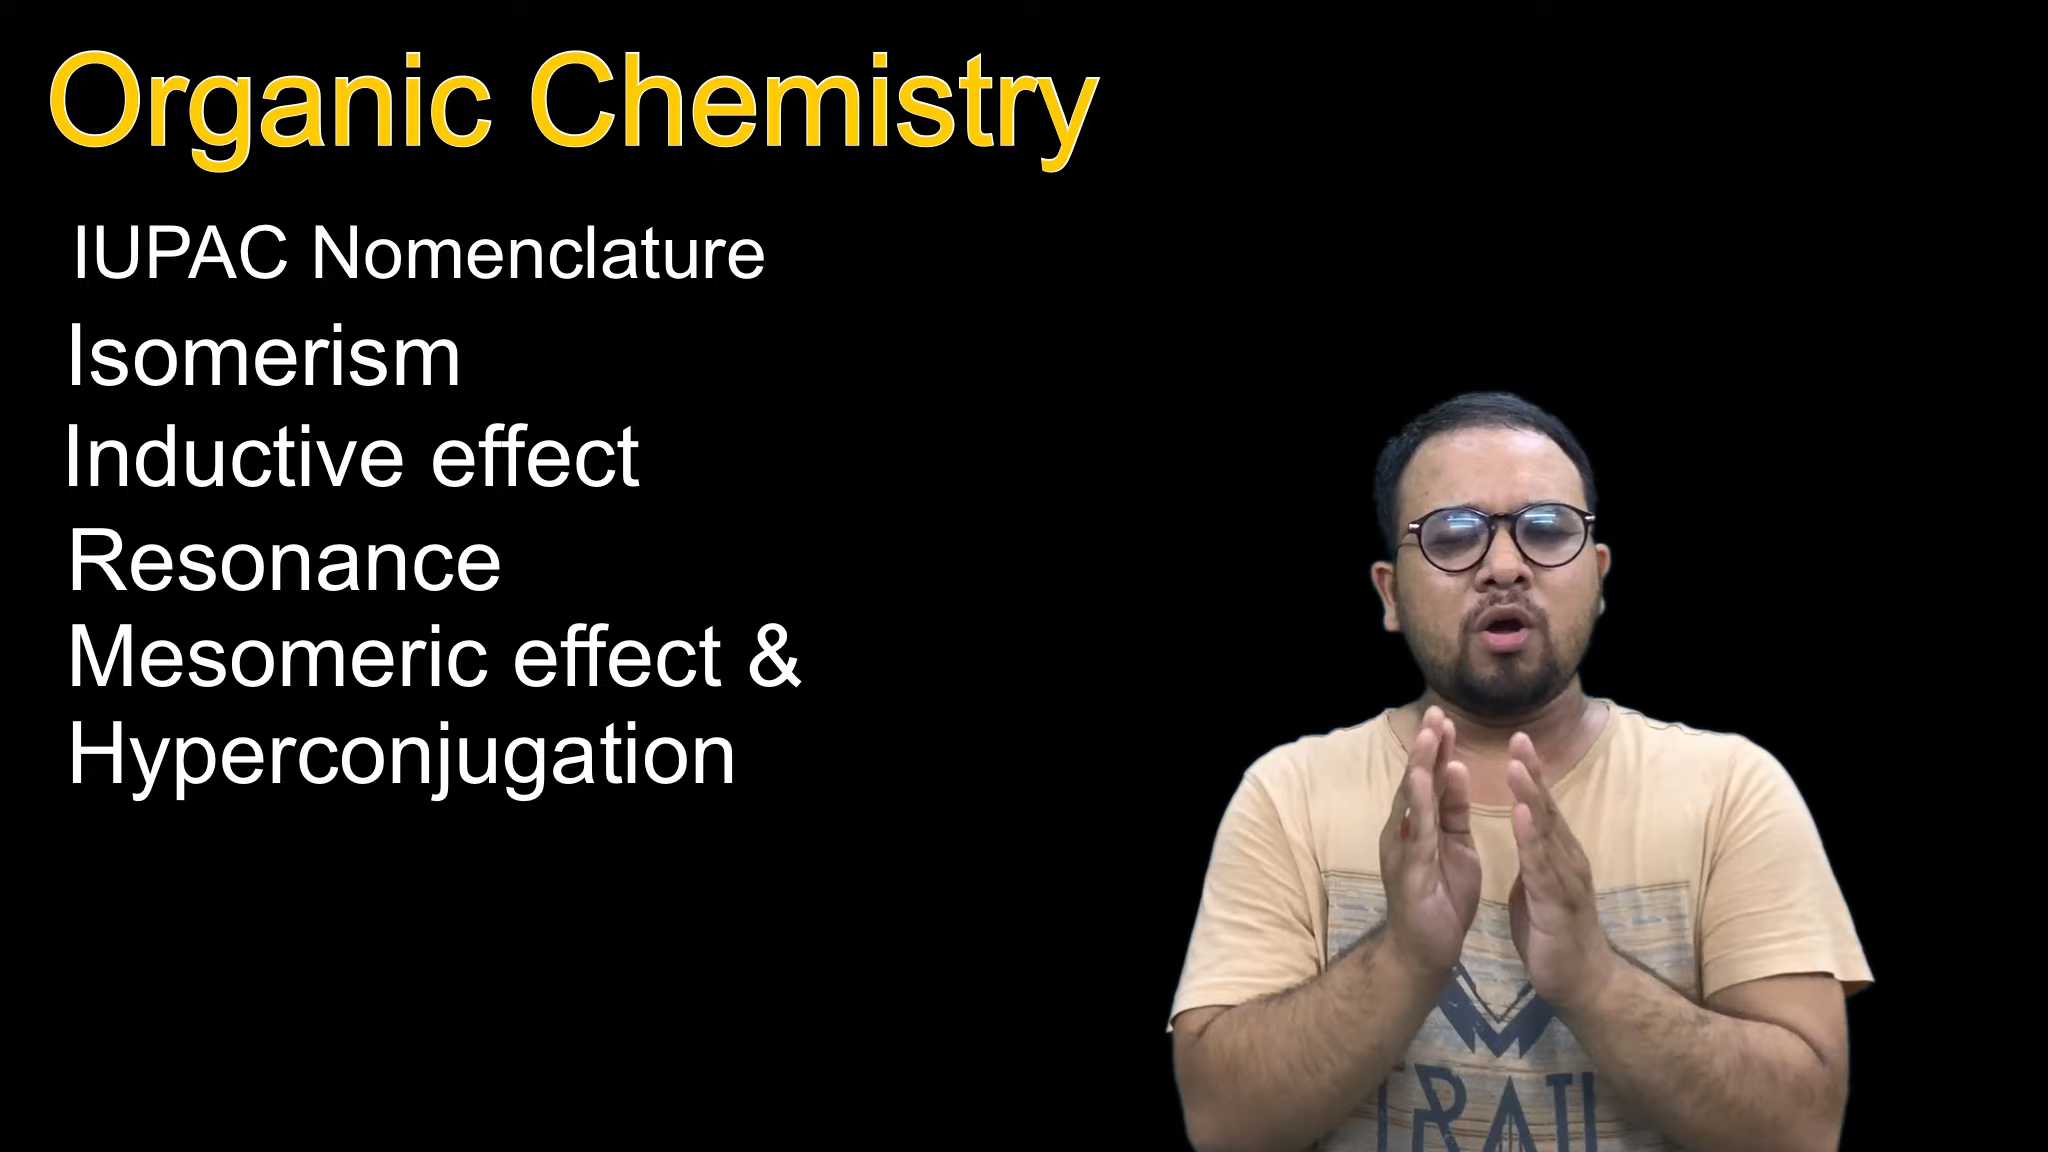 Organic Chemistry
IUPAC Nomenclature
Isomerism
Inductive effect
Resonance
Mesomeric effect &
Hyperconjugation